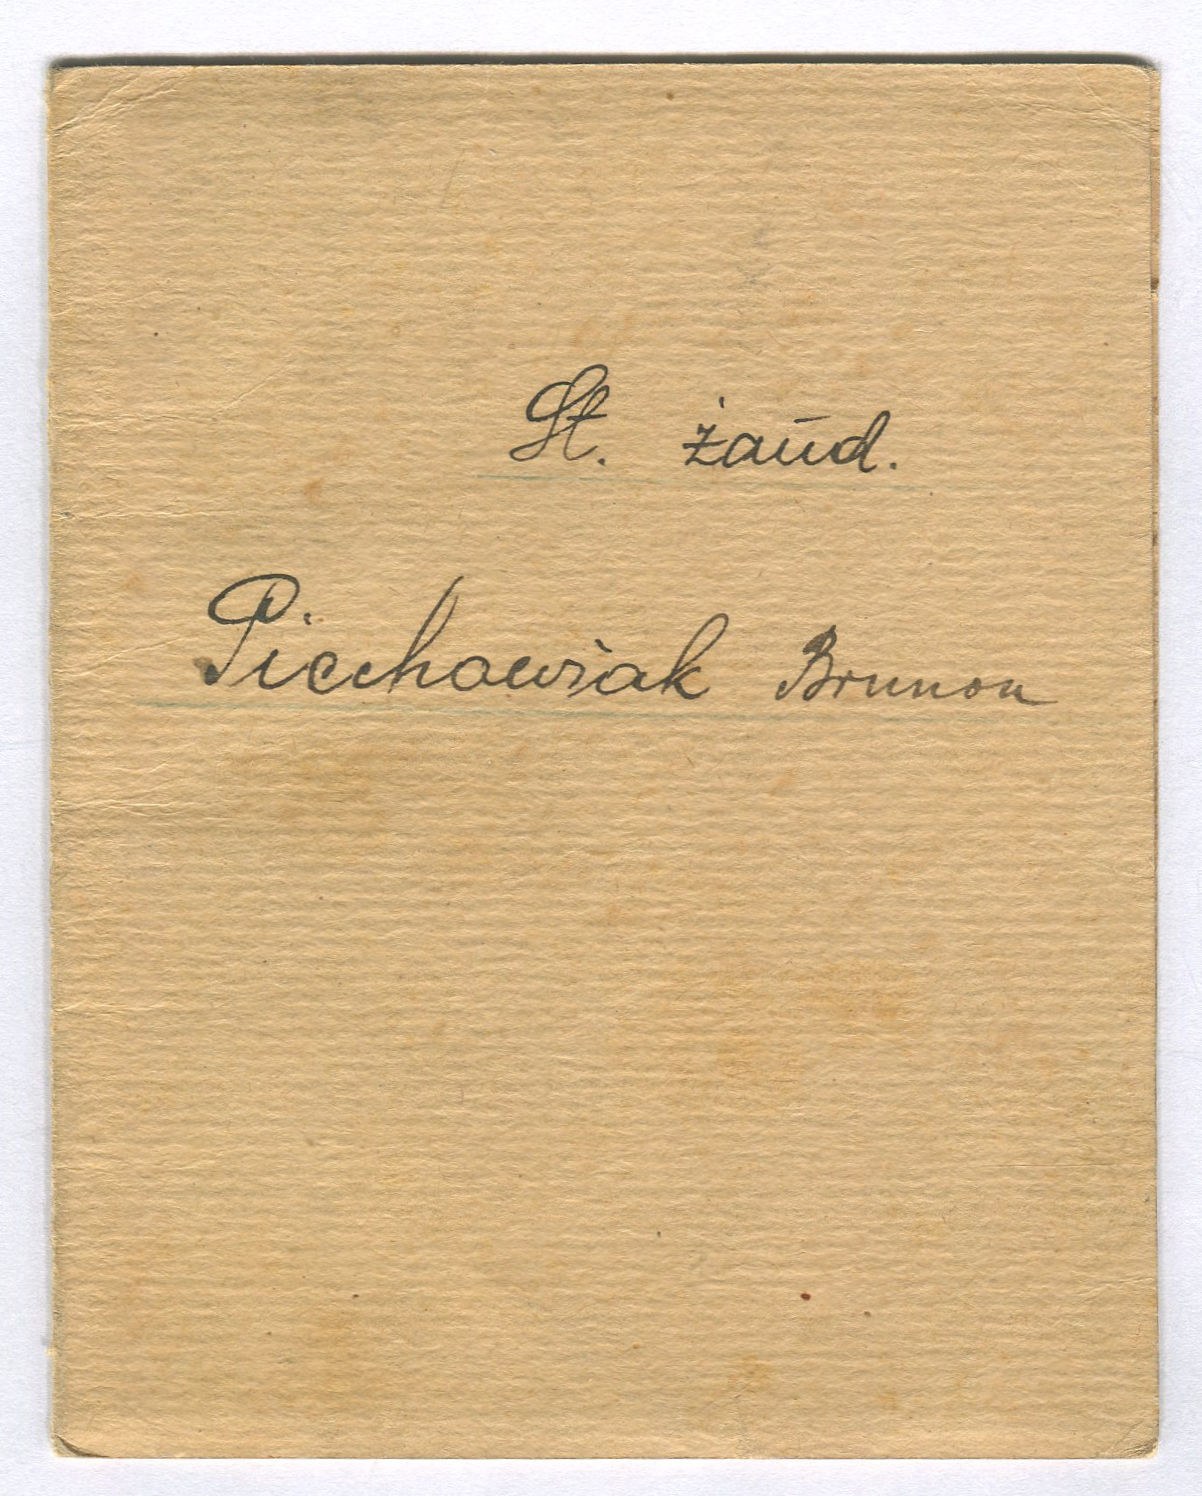 St. żand.
Piechowiak Brunon